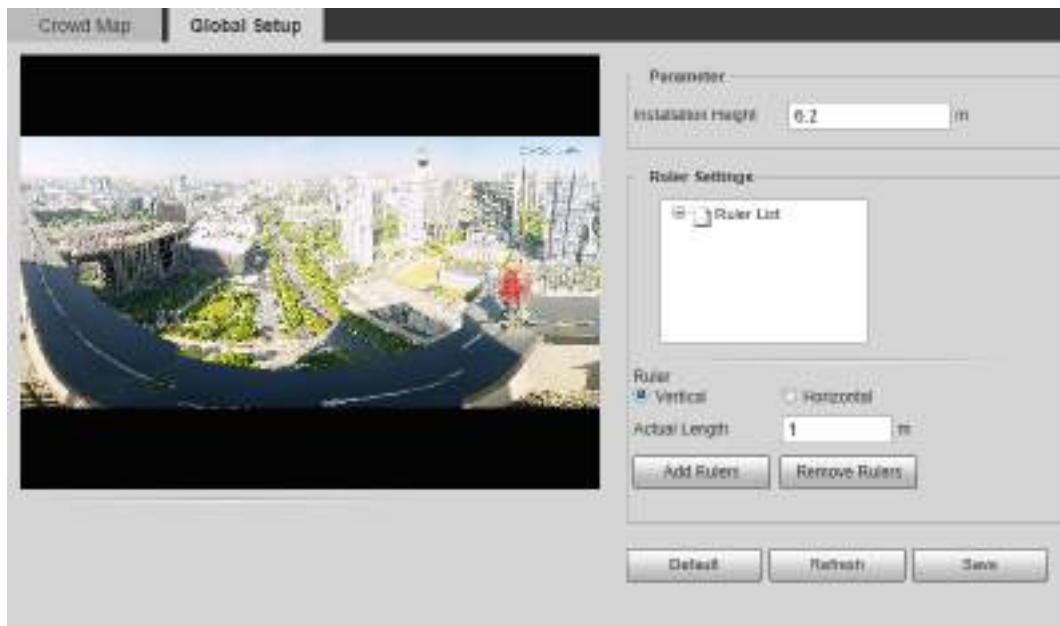 Crowd Map
Global Setup
Parameter
Installation Height 6.2 m
Ruler Settings
Ruler List
Ruler
Vertical Horizontal
Actual Length 1 m
Add Rulers Remove Rulers
Default Refresh Save